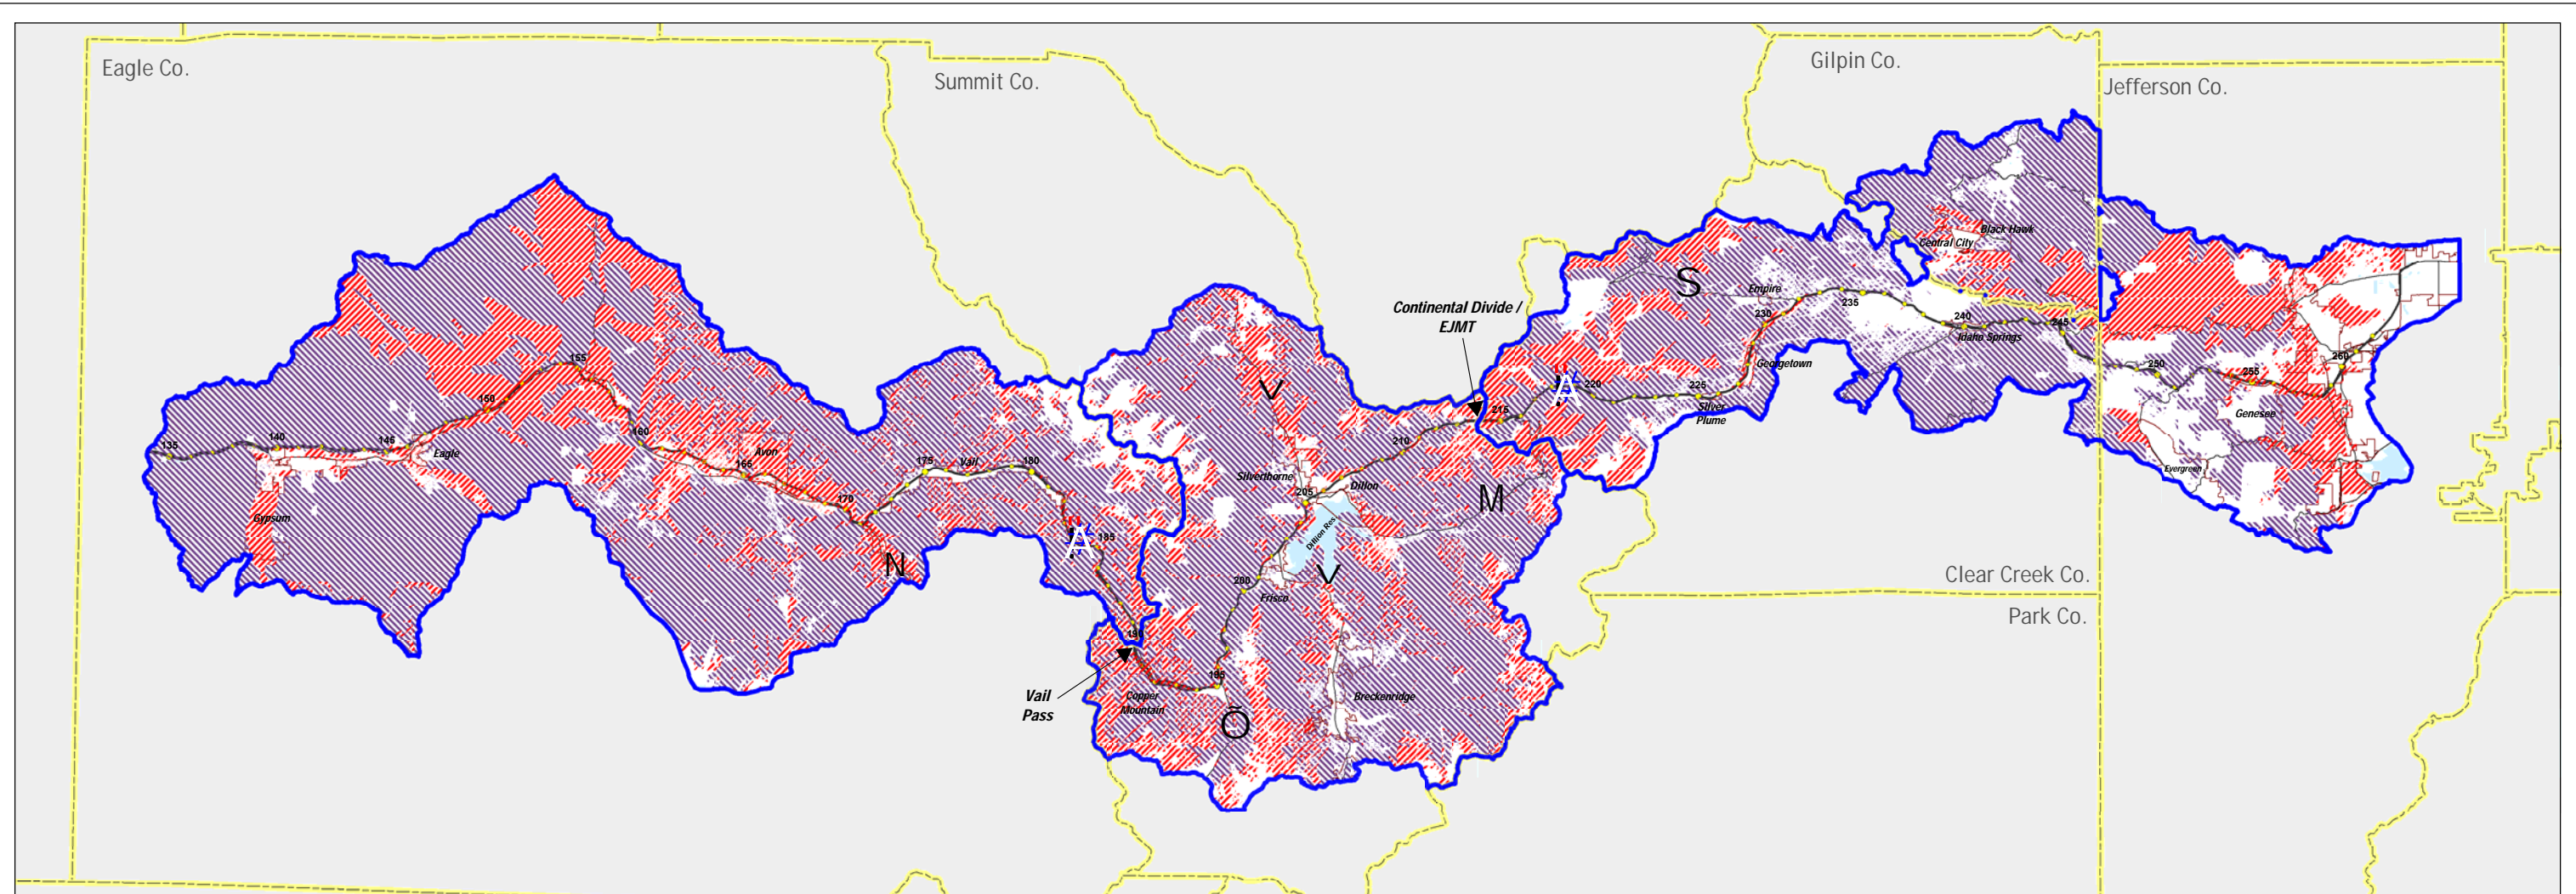 Eagle Co.
Summit Co.
Gilpin Co.
Jefferson Co.
Black Hawk
Central City
S
Empire
235
Continental Divide /
EJMT
230
240
Idaho Springs
245
155
Georgetown
250
260
255
V
220
225
215
Silver
Plume
150
Genesee
135
140
145
160
210
Eagle
Avon
165
175
Vail
180
Evergreen
Silverthorne
Dillon
170
205
M
Gypsum
Dillion Res.
185
N
200
V
Frisco
Clear Creek Co.
Park Co.
190
195
Vail
Pass
Copper
Mountain
Breckenridge
Õ